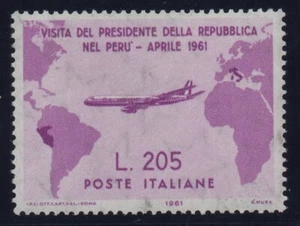 VISITA DEL PRESIDENTE DELLA REPUBBLICA
NEL PERU' - APRILE 1961
L. 205
POSTE ITALIANE
1961